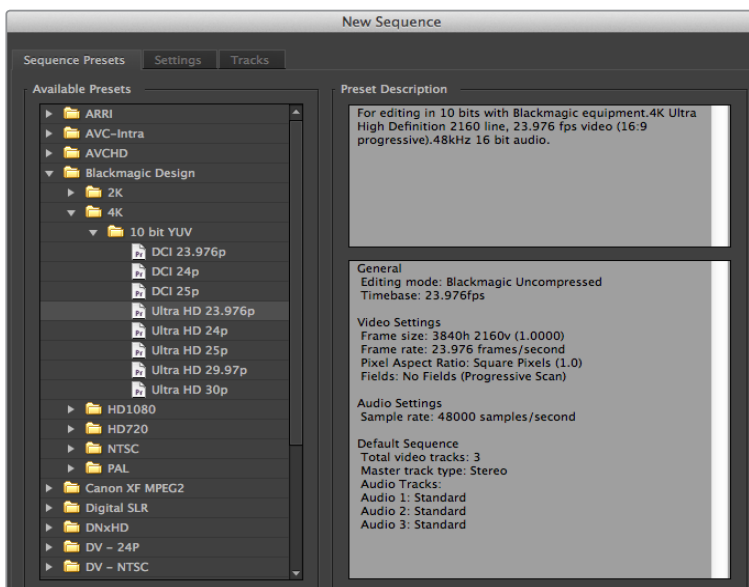 New Sequence
Sequence Presets
Settings
Tracks
Available Presets
ARRI
AVC-Intra
AVCHD
Blackmagic Design
2K
4K
10 bit YUV
DCI 23.976p
DCI 24p
DCI 25p
Ultra HD 23.976p
Ultra HD 24p
Ultra HD 25p
Ultra HD 29.97p
Ultra HD 30p
HD1080
HD720
NTSC
PAL
Canon XF MPEG2
Digital SLR
DNxHD
DV - 24P
DV - NTSC
Preset Description
For editing in 10 bits with Blackmagic equipment.4K Ultra
High Definition 2160 line, 23.976 fps video (16:9
progressive).48kHz 16 bit audio.
General
Editing mode: Blackmagic Uncompressed
Timebase: 23.976fps
Video Settings
Frame size: 3840h 2160v (1.0000)
Frame rate: 23.976 frames/second
Pixel Aspect Ratio: Square Pixels (1.0)
Fields: No Fields (Progressive Scan)
Audio Settings
Sample rate: 48000 samples/second
Default Sequence
Total video tracks: 3
Master track type: Stereo
Audio Tracks:
Audio 1: Standard
Audio 2: Standard
Audio 3: Standard